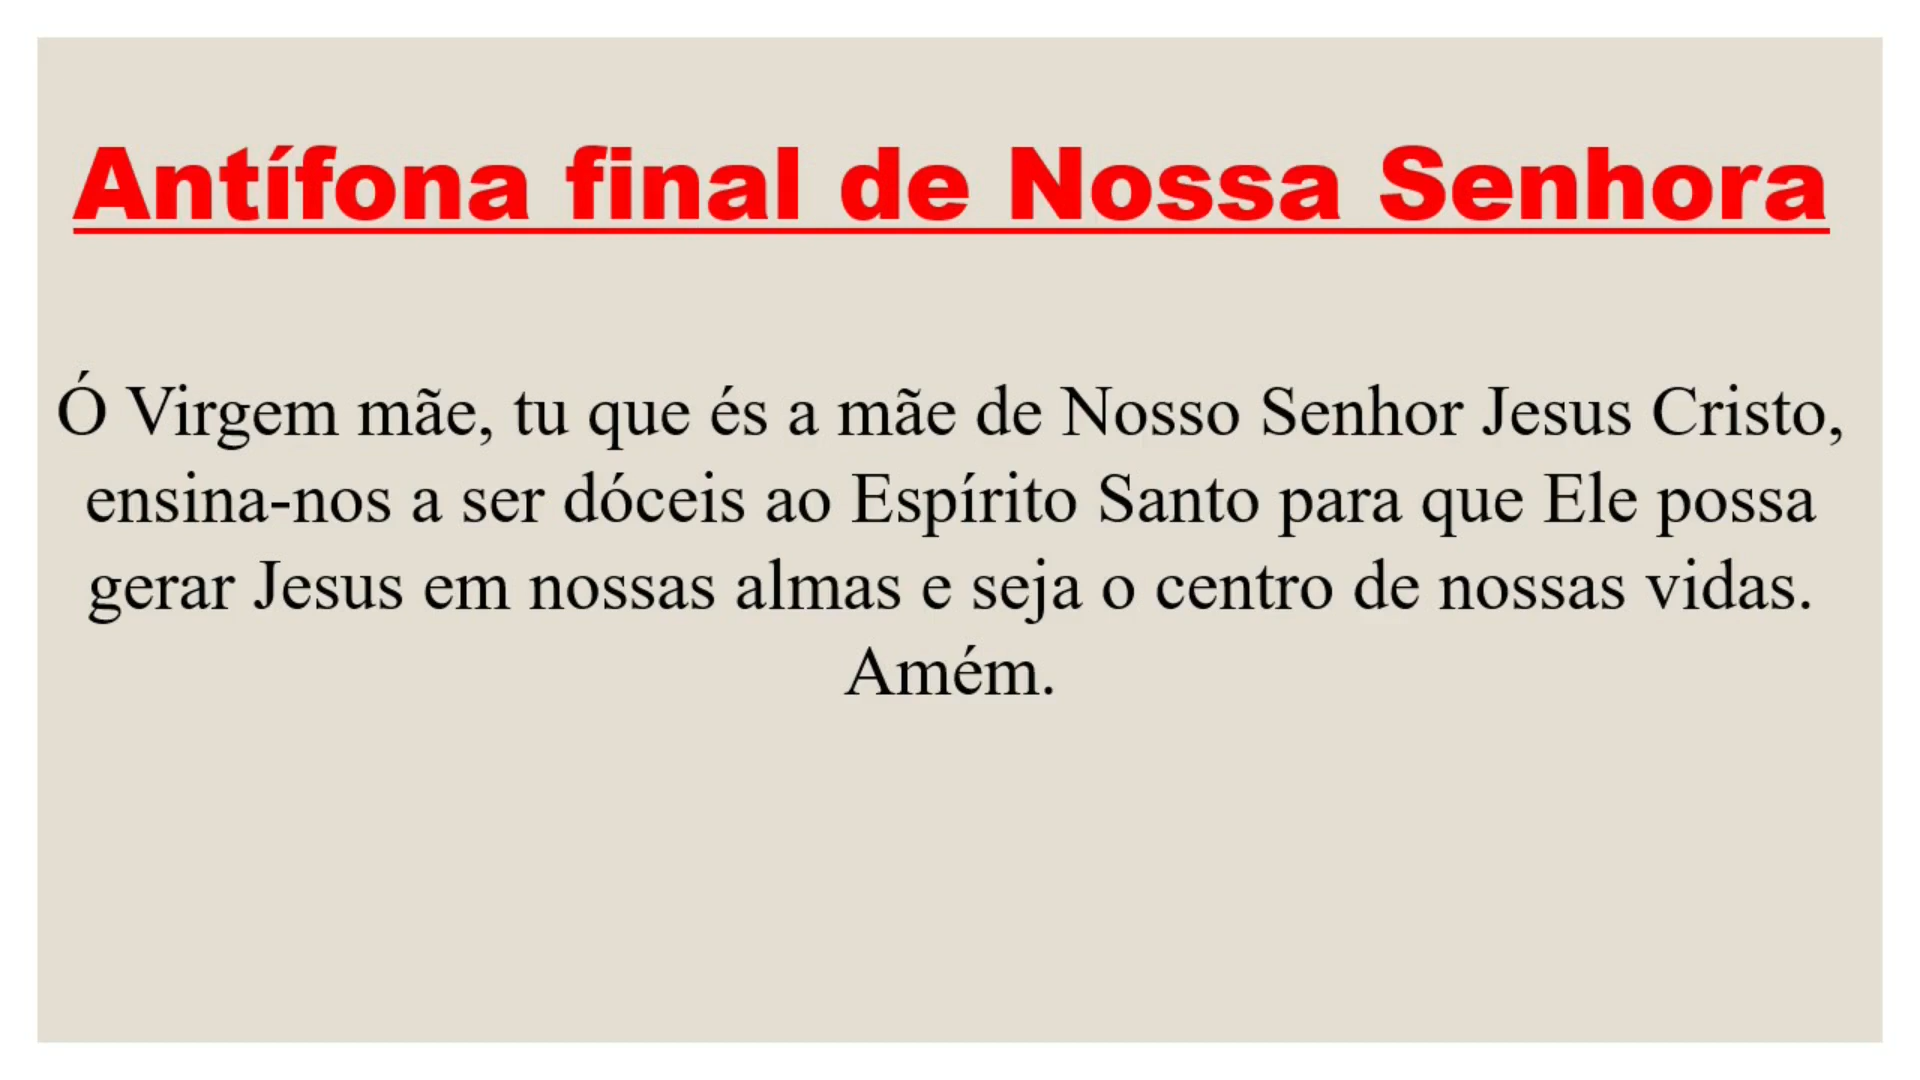 Antífona final de Nossa Senhora
Ó Virgem mãe, tu que és a mãe de Nosso Senhor Jesus Cristo,
ensina-nos a ser dóceis ao Espírito Santo para que Ele possa
gerar Jesus em nossas almas e seja o centro de nossas vidas.
Amém.